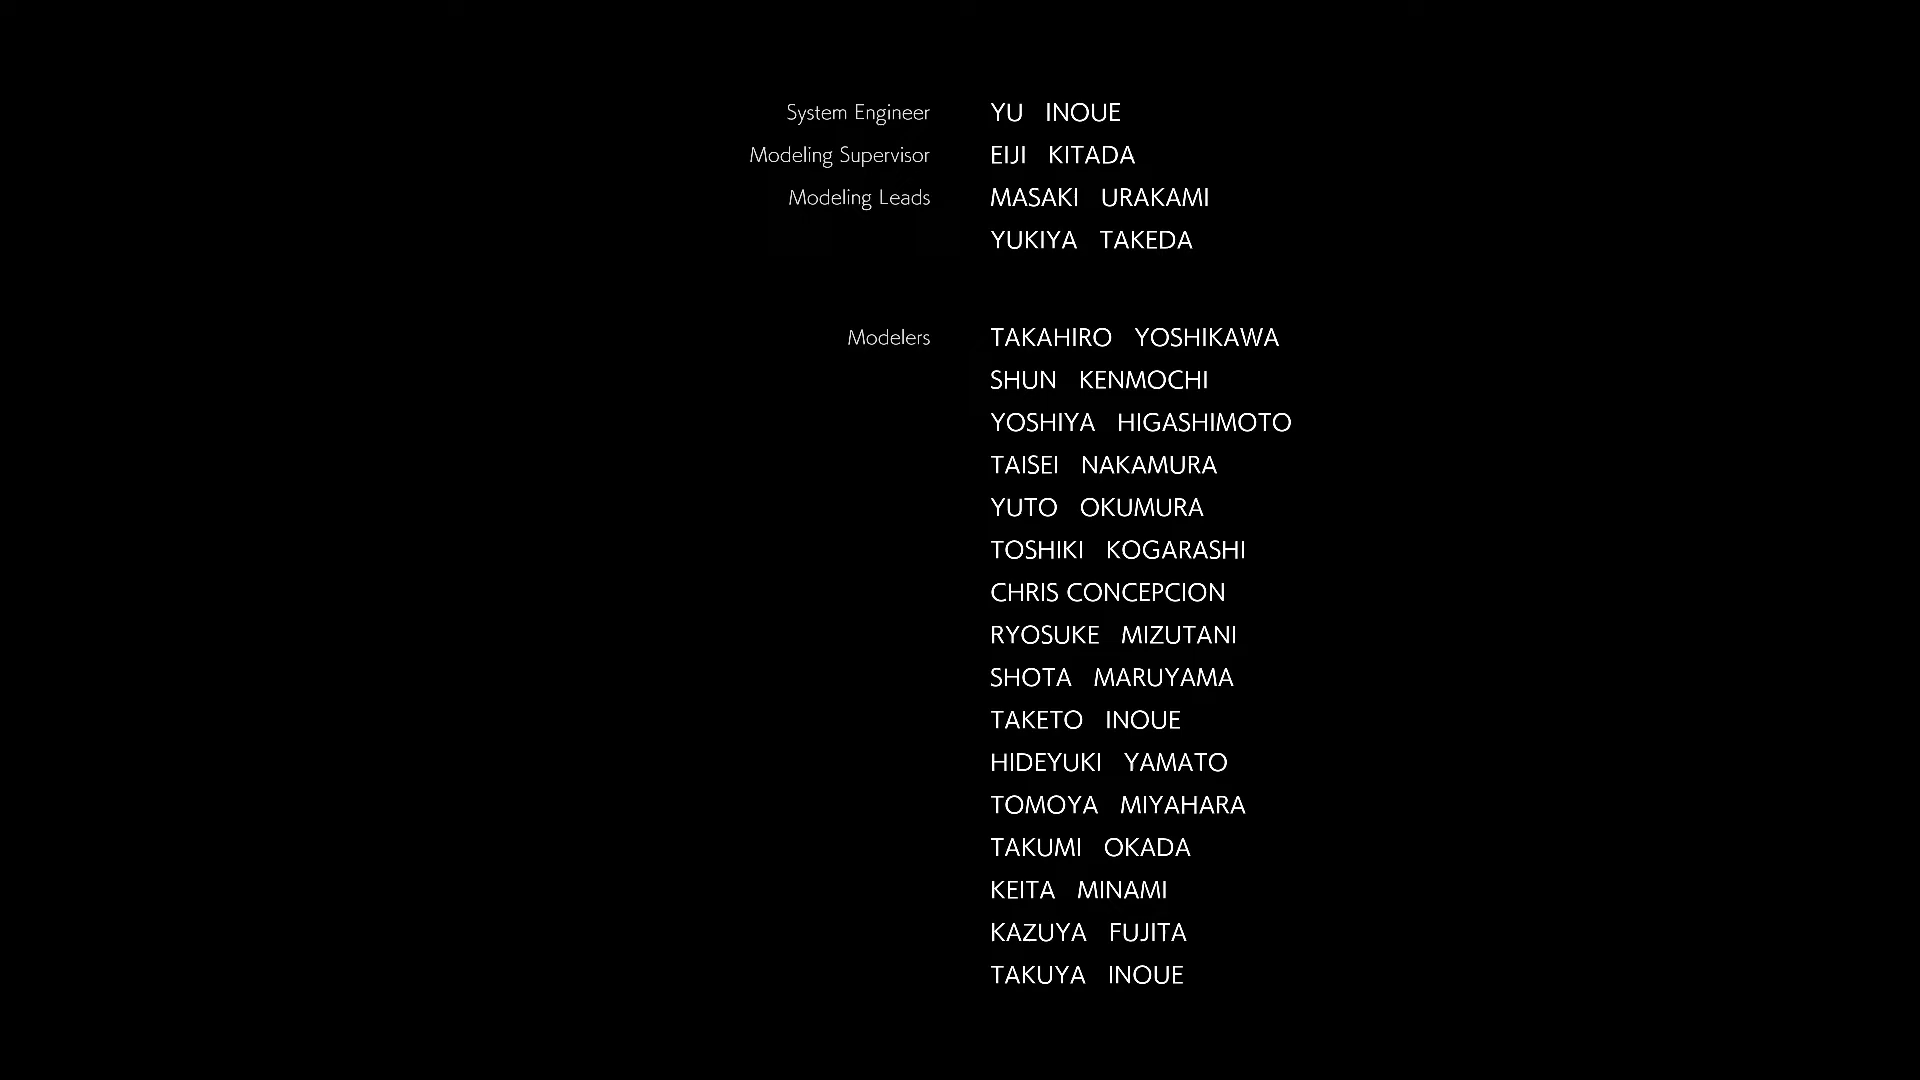 System Engineer YU INOUE
Modeling Supervisor EIJI KITADA
Modeling Leads MASAKI URAKAMI
YUKIYA TAKEDA
Modelers TAKAHIRO YOSHIKAWA
SHUN KENMOCHI
YOSHIYA HIGASHIMOTO
TAISEI NAKAMURA
YUTO OKUMURA
TOSHIKI KOGARASHI
CHRIS CONCEPCION
RYOSUKE MIZUTANI
SHOTA MARUYAMA
TAKETO INOUE
HIDEYUKI YAMATO
TOMOYA MIYAHARA
TAKUMI OKADA
KEITA MINAMI
KAZUYA FUJITA
TAKUYA INOUE